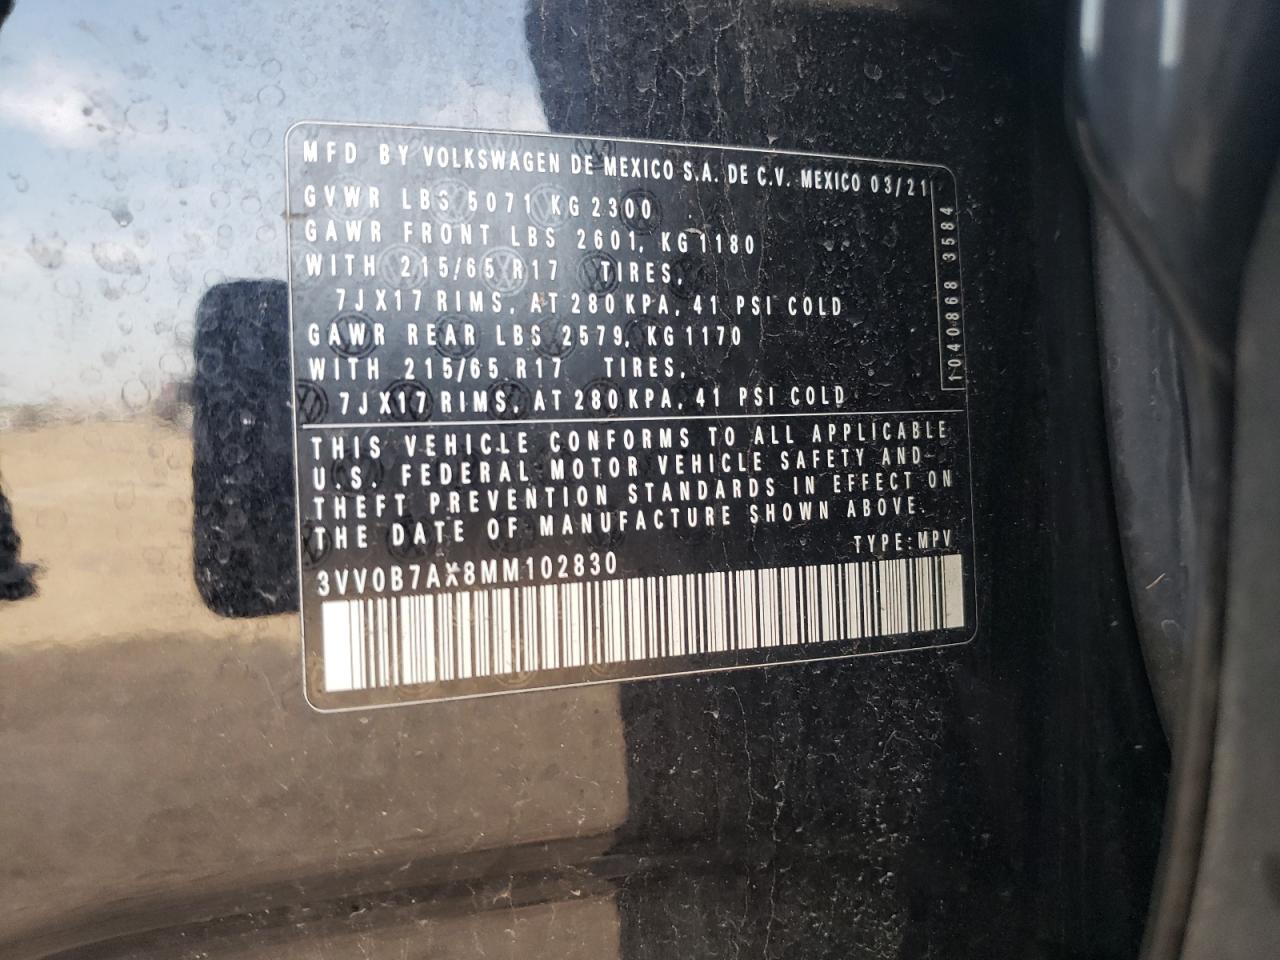 MFD BY VOLKSWAGEN DE MEXICO S.A. DE C.V. MEXICO 03/21
GVWR LBS 5071 KG 2300
GAWR FRONT LBS 2601, KG 1180
WITH 215/65 R17 TIRES,
7JX17 RIMS, AT 280 KPA, 41 PSI COLD
GAWR REAR LBS 2579, KG 1170
WITH 215/65 R17 TIRES,
7JX17 RIMS, AT 280 KPA, 41 PSI COLD
1040868 3584
THIS VEHICLE CONFORMS TO ALL APPLICABLE
U.S. FEDERAL MOTOR VEHICLE SAFETY AND
THEFT PREVENTION STANDARDS IN EFFECT ON
THE DATE OF MANUFACTURE SHOWN ABOVE.
TYPE: MPV
3VV0B7AX8MM102830